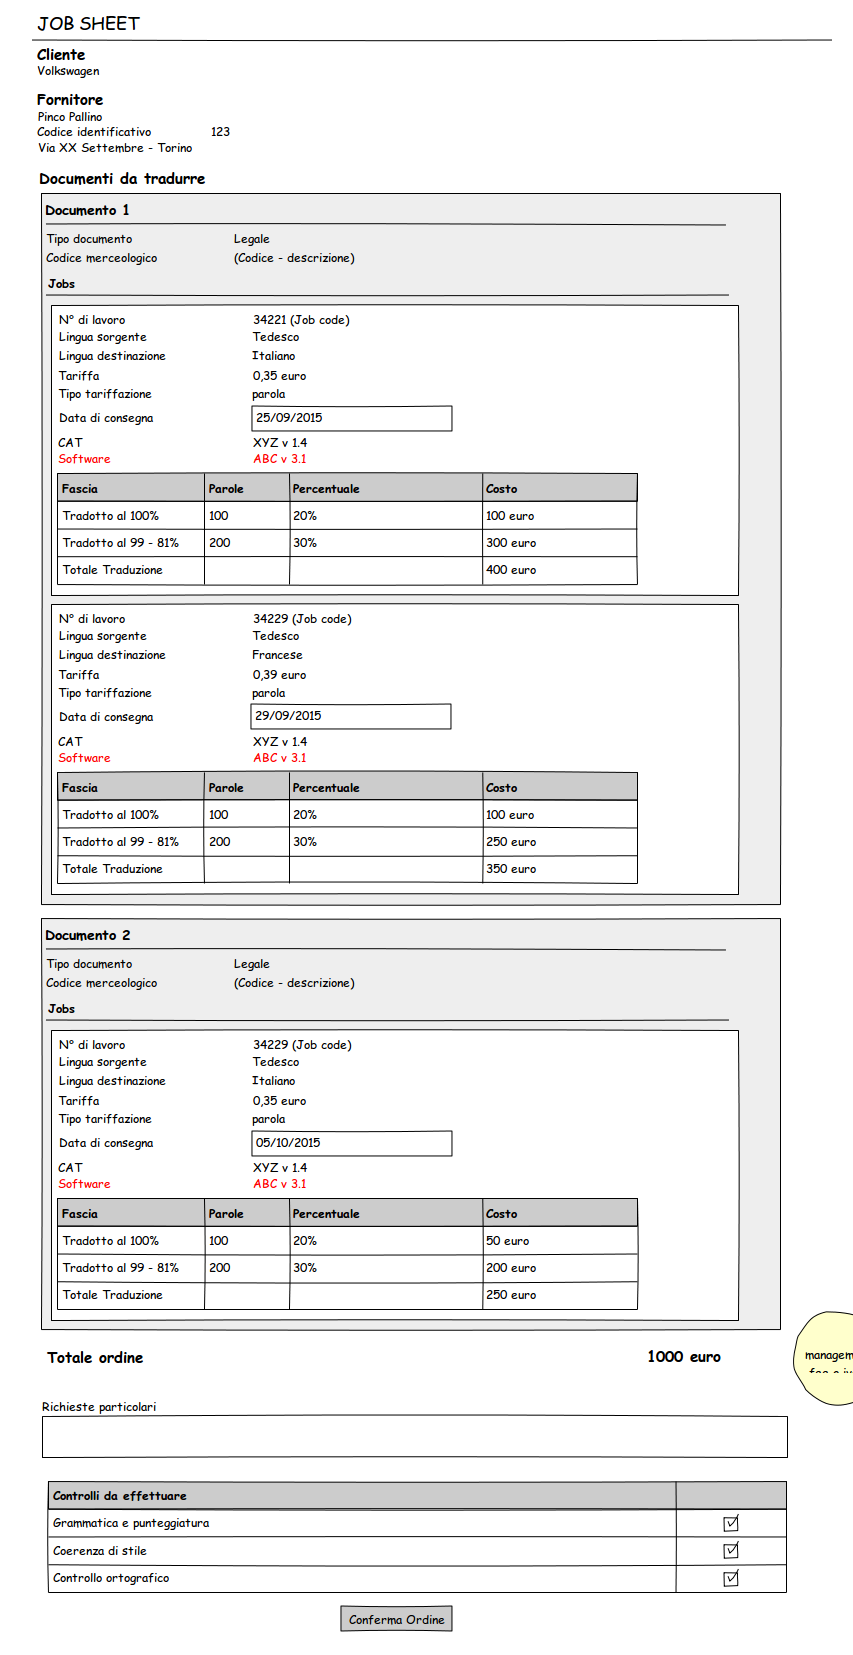 JOB SHEET
Cliente
Volkswagen
Fornitore
Pinco Pallino
Codice identificativo 123
Via XX Settembre - Torino
Documenti da tradurre
Documento 1
Tipo documento Legale
Codice merceologico (Codice - descrizione)
Jobs
N° di lavoro 34221 (Job code)
Lingua sorgente Tedesco
Lingua destinazione Italiano
Tariffa 0,35 euro
Tipo tariffazione parola
Data di consegna 25/09/2015
CAT XYZ v 1.4
Software ABC v 3.1
Fascia Parole Percentuale Costo
Tradotto al 100% 100 20% 100 euro
Tradotto al 99 - 81% 200 30% 300 euro
Totale Traduzione 400 euro
N° di lavoro 34229 (Job code)
Lingua sorgente Tedesco
Lingua destinazione Francese
Tariffa 0,39 euro
Tipo tariffazione parola
Data di consegna 29/09/2015
CAT XYZ v 1.4
Software ABC v 3.1
Fascia Parole Percentuale Costo
Tradotto al 100% 100 20% 100 euro
Tradotto al 99 - 81% 200 30% 250 euro
Totale Traduzione 350 euro
Documento 2
Tipo documento Legale
Codice merceologico (Codice - descrizione)
Jobs
N° di lavoro 34229 (Job code)
Lingua sorgente Tedesco
Lingua destinazione Italiano
Tariffa 0,35 euro
Tipo tariffazione parola
Data di consegna 05/10/2015
CAT XYZ v 1.4
Software ABC v 3.1
Fascia Parole Percentuale Costo
Tradotto al 100% 100 20% 50 euro
Tradotto al 99 - 81% 200 30% 200 euro
Totale Traduzione 250 euro
Totale ordine 1000 euro
managem
Richieste particolari
Controlli da effettuare
Grammatica e punteggiatura
Coerenza di stile
Controllo ortografico
Conferma Ordine